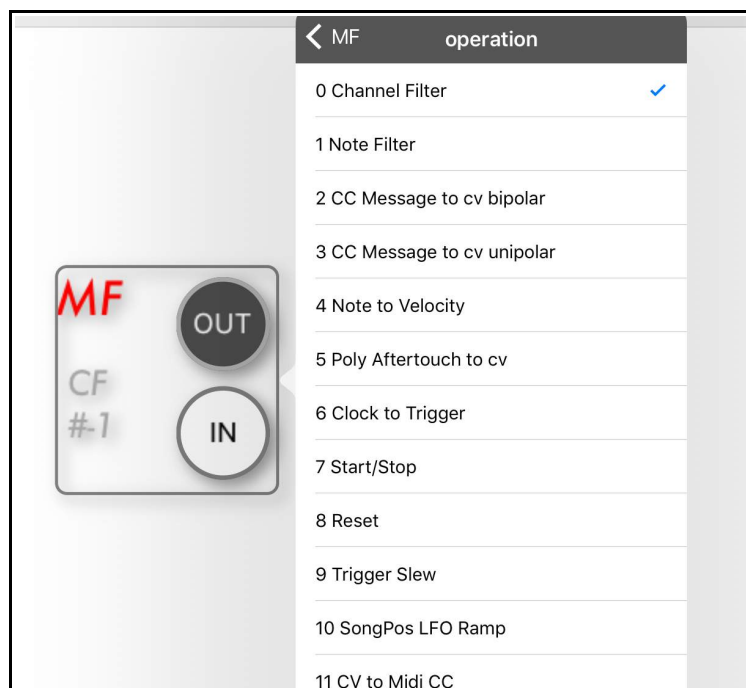 MF
operation
0 Channel Filter
1 Note Filter
2 CC Message to cv bipolar
3 CC Message to cv unipolar
4 Note to Velocity
5 Poly Aftertouch to cv
6 Clock to Trigger
7 Start/Stop
8 Reset
9 Trigger Slew
10 SongPos LFO Ramp
11 CV to Midi CC
MF
OUT
CF
#-1
IN